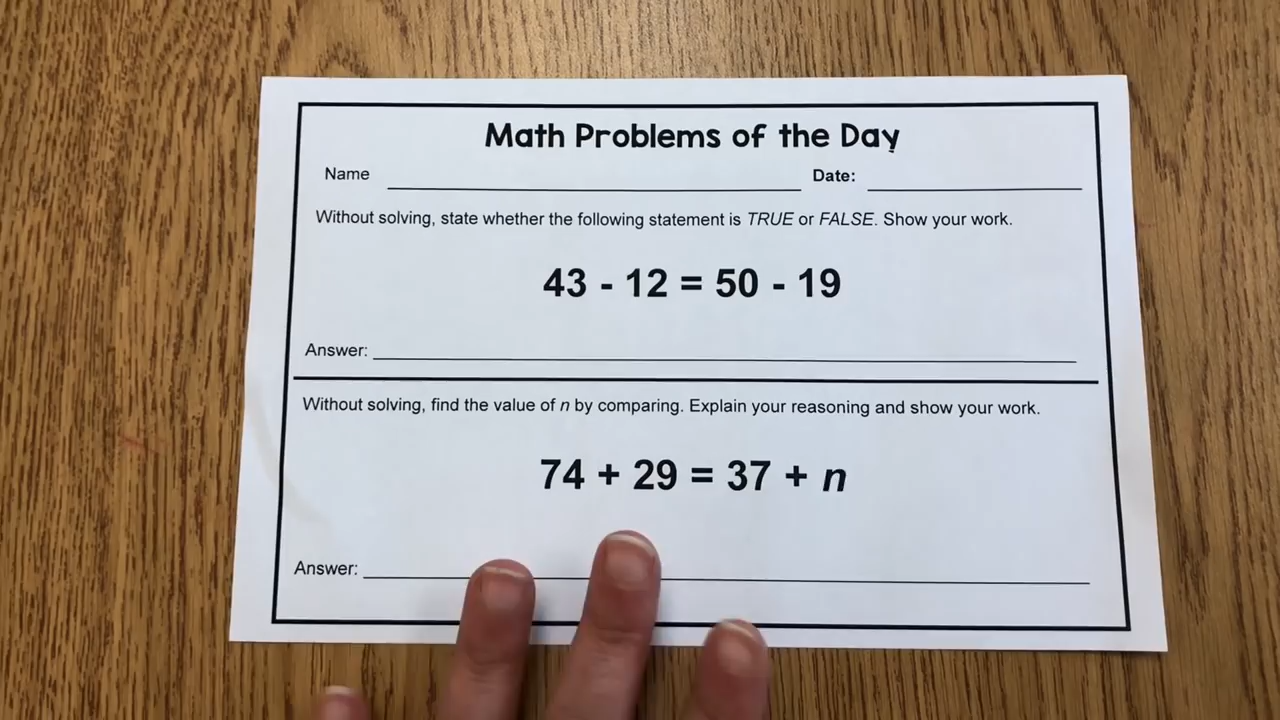 Math Problems of the Day
Name Date:
Without solving, state whether the following statement is TRUE or FALSE. Show your work.
43 - 12 = 50 - 19
Answer:
Without solving, find the value of n by comparing. Explain your reasoning and show your work.
74 + 29 = 37 + n
Answer: